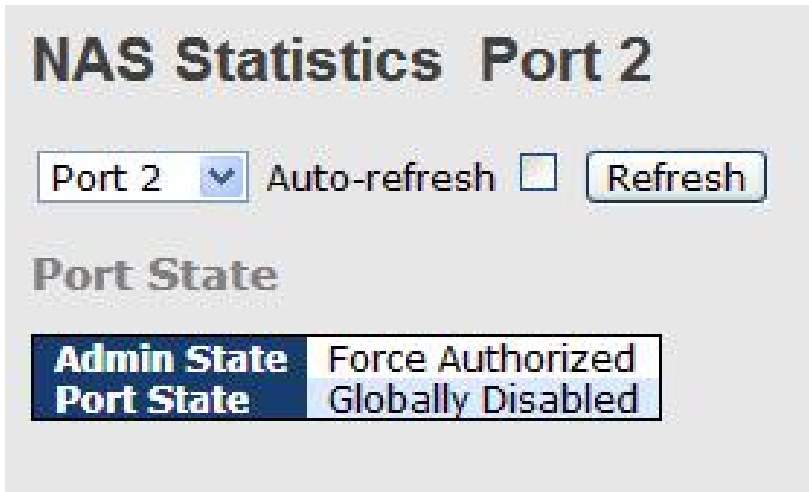 NAS Statistics Port 2
Port 2 Auto-refresh Refresh
Port State
Admin State Force Authorized
Port State Globally Disabled